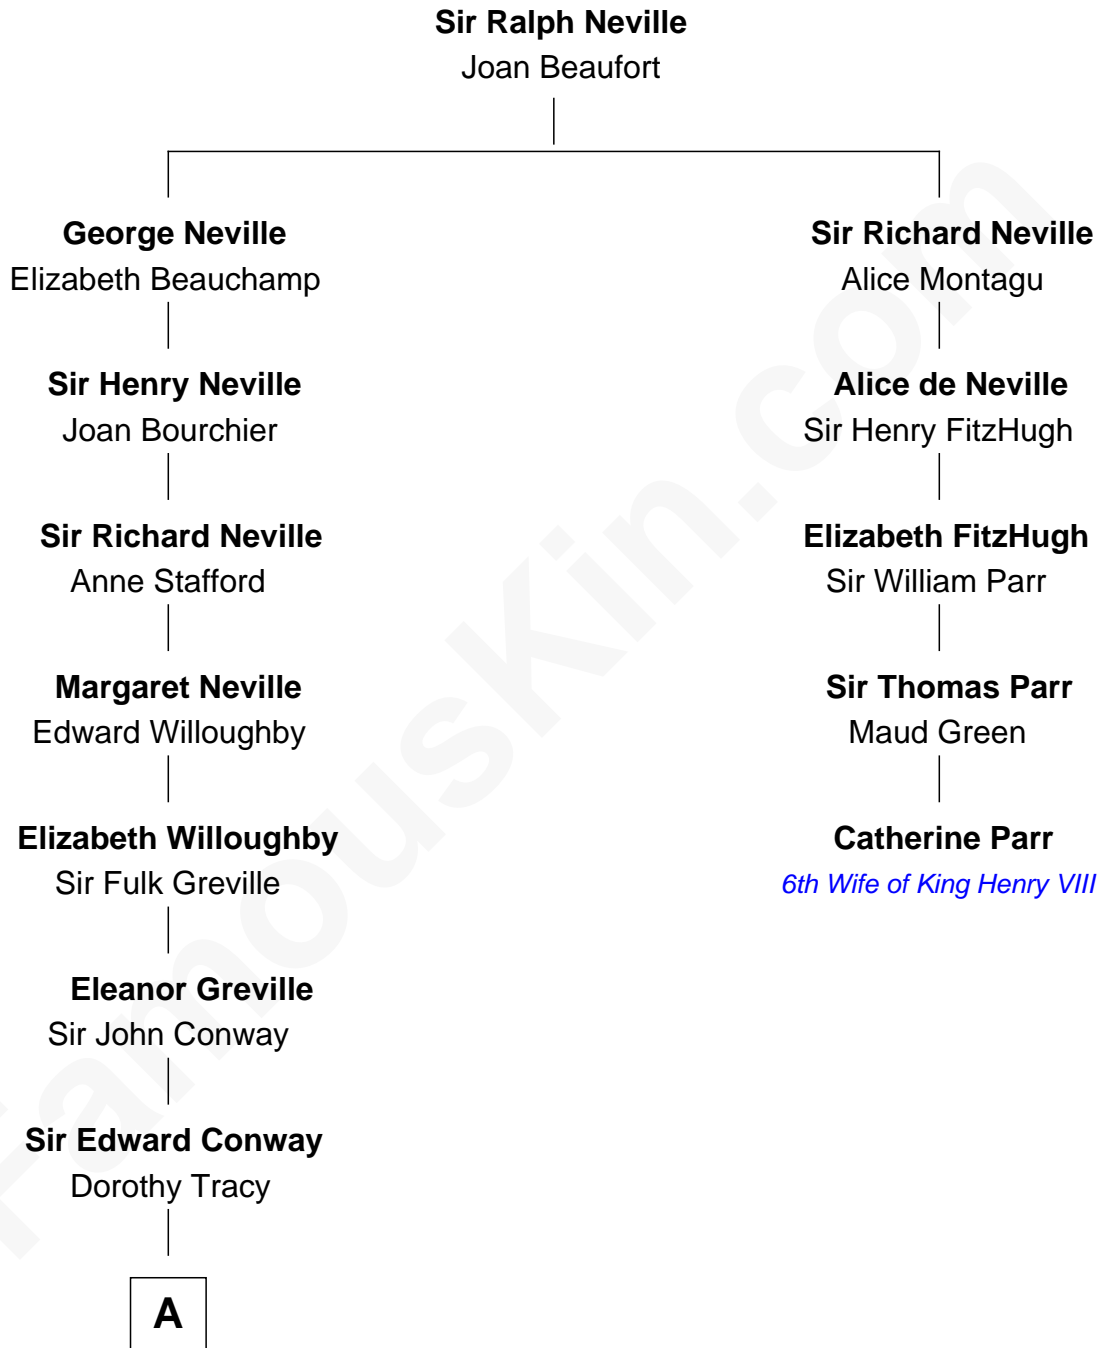 Sir Ralph Neville
Joan Beaufort
George Neville
Elizabeth Beauchamp
Sir Richard Neville
Alice Montagu
Sir Henry Neville
Joan Bourchier
Alice de Neville
Sir Henry FitzHugh
Sir Richard Neville
Anne Stafford
Elizabeth FitzHugh
Sir William Parr
Margaret Neville
Edward Willoughby
Sir Thomas Parr
Maud Green
Elizabeth Willoughby
Sir Fulk Greville
Catherine Parr
6th Wife of King Henry VIII
Eleanor Greville
Sir John Conway
Sir Edward Conway
Dorothy Tracy
A
FamousKin.com